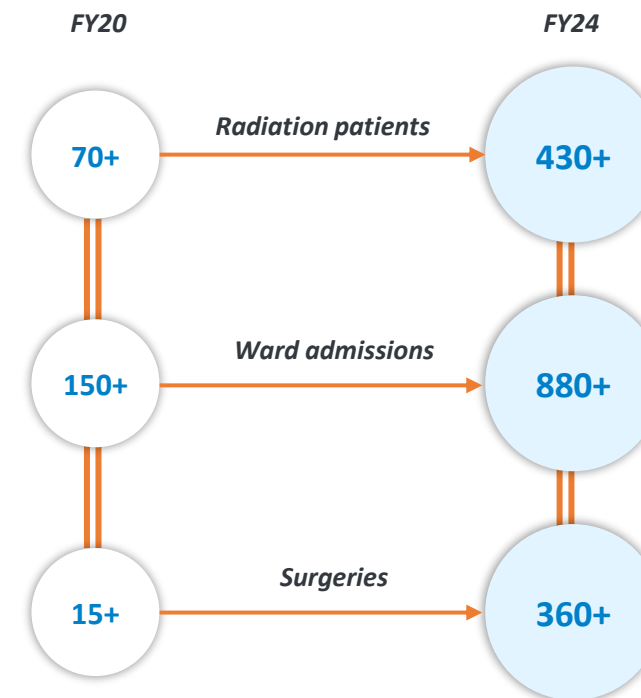 FY20
FY24
Radiation patients
70+
430+
Ward admissions
150+
880+
Surgeries
15+
360+